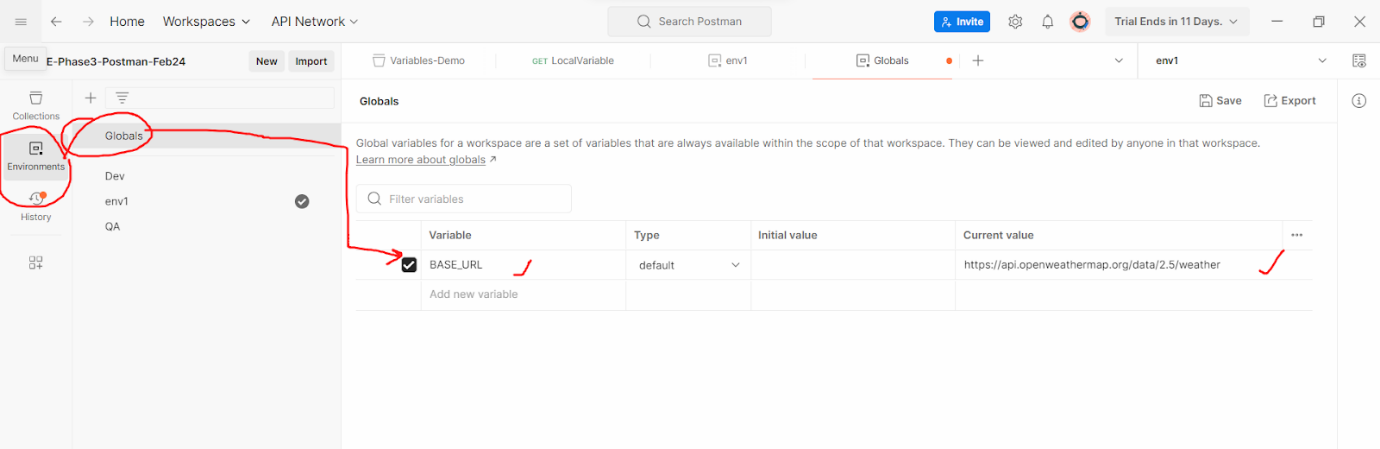 Home Workspaces API Network Search Postman Invite Trial Ends in 11 Days.
Menu
E-Phase3-Postman-Feb24 New Import Variables-Demo GET LocalVariable env1 Globals env1
Collections
Environments
History
Globals
Dev
env1
QA
Globals Save Export
Global variables for a workspace are a set of variables that are always available within the scope of that workspace. They can be viewed and edited by anyone in that workspace.
Learn more about globals ↗
Filter variables
Variable Type Initial value Current value
BASE_URL default https://api.openweathermap.org/data/2.5/weather
Add new variable